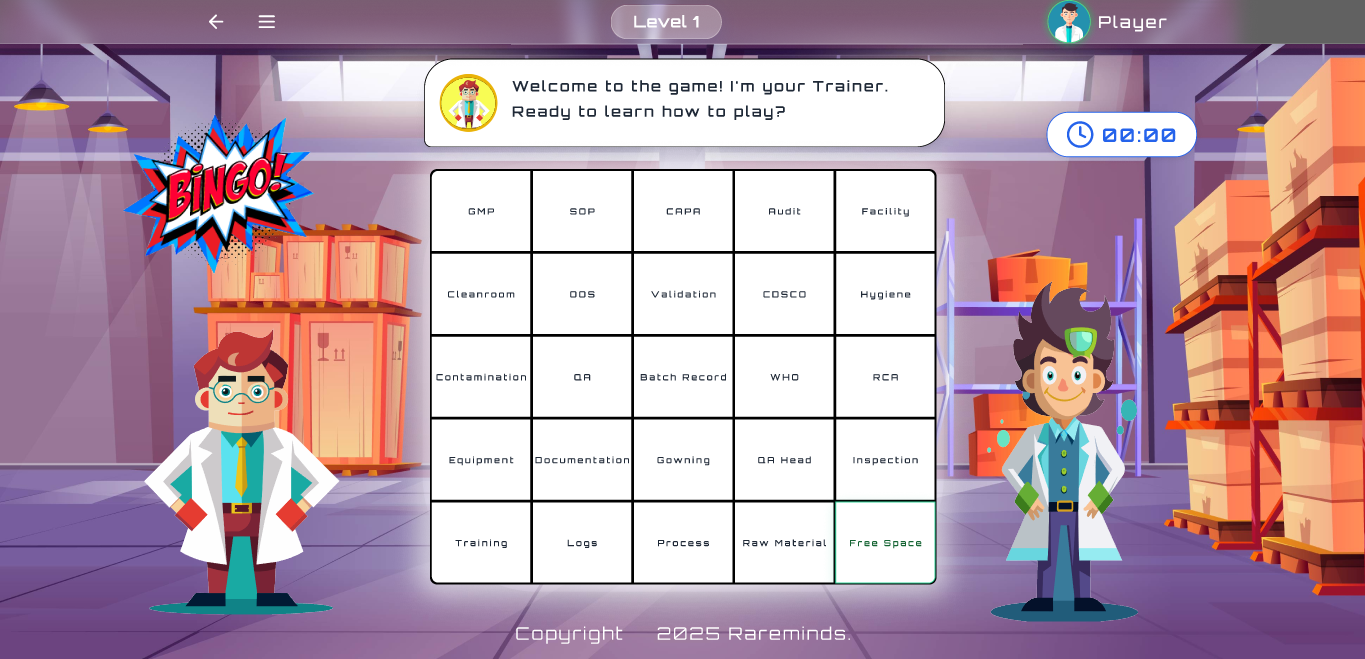 Level 1
Player
Welcome to the game! I'm your Trainer.
Ready to learn how to play?
00:00
BINGO!
GMP SOP CAPA Audit Facility
Cleanroom OOS Validation CDSCO Hygiene
Contamination QA Batch Record WHO RCA
Equipment Documentation Gowning QA Head Inspection
Training Logs Process Raw Material Free Space
Copyright 2025 Rareminds.